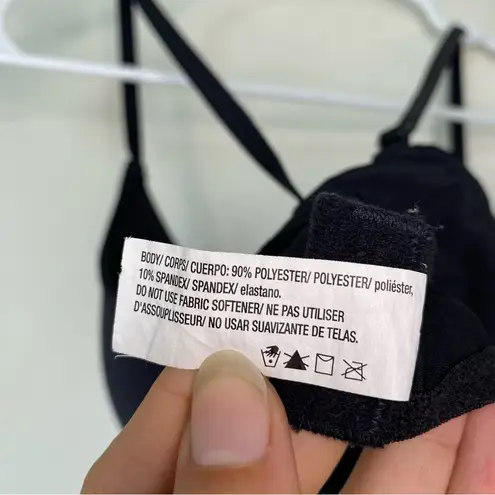 BODY/ CORPS/ CUERPO: 90% POLYESTER/ POLYESTER/ poliéster,
10% SPANDEX/ SPANDEX/ elastano.
DO NOT USE FABRIC SOFTENER/ NE PAS UTILISER
D'ASSOUPLISSEUR/ NO USAR SUAVIZANTE DE TELAS.